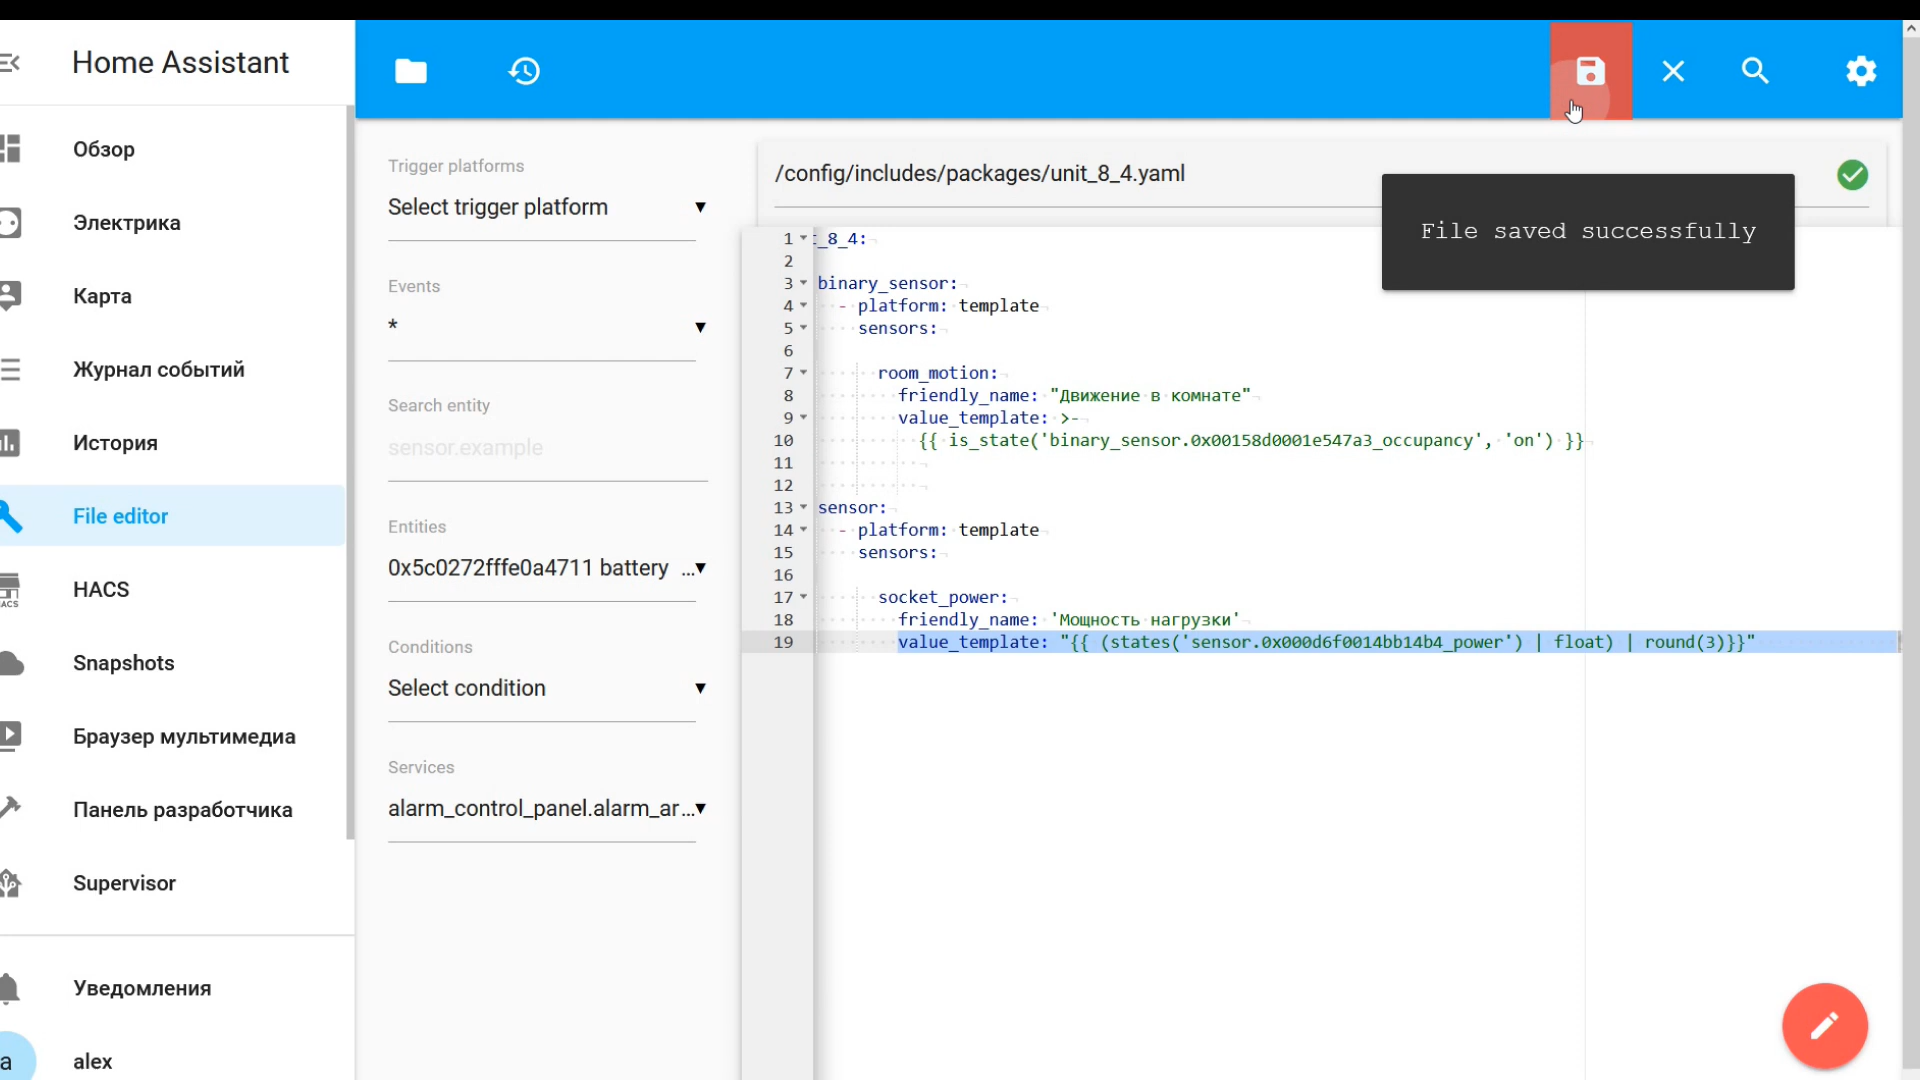 Home Assistant
Обзор
Электрика
Карта
Журнал событий
История
File editor
HACS
HACS
Snapshots
Браузер мультимедиа
Панель разработчика
Supervisor
Уведомления
a
alex
Trigger platforms
Select trigger platform
Events
*
Search entity
sensor.example
Entities
0x5c0272fffe0a4711 battery ...
Conditions
Select condition
Services
alarm_control_panel.alarm_ar...
/config/includes/packages/unit_8_4.yaml
File saved successfully
1 t_8_4:
2
3 binary_sensor:
4 - platform: template
5 sensors:
6
7 room_motion:
8 friendly_name: "Движение в комнате"
9 value_template: >-
10 {{ is_state('binary_sensor.0x00158d0001e547a3_occupancy', 'on') }}
11
12
13 sensor:
14 - platform: template
15 sensors:
16
17 socket_power:
18 friendly_name: 'Мощность нагрузки'
19 value_template: "{{ (states('sensor.0x000d6f0014bb14b4_power') | float) | round(3)}}"